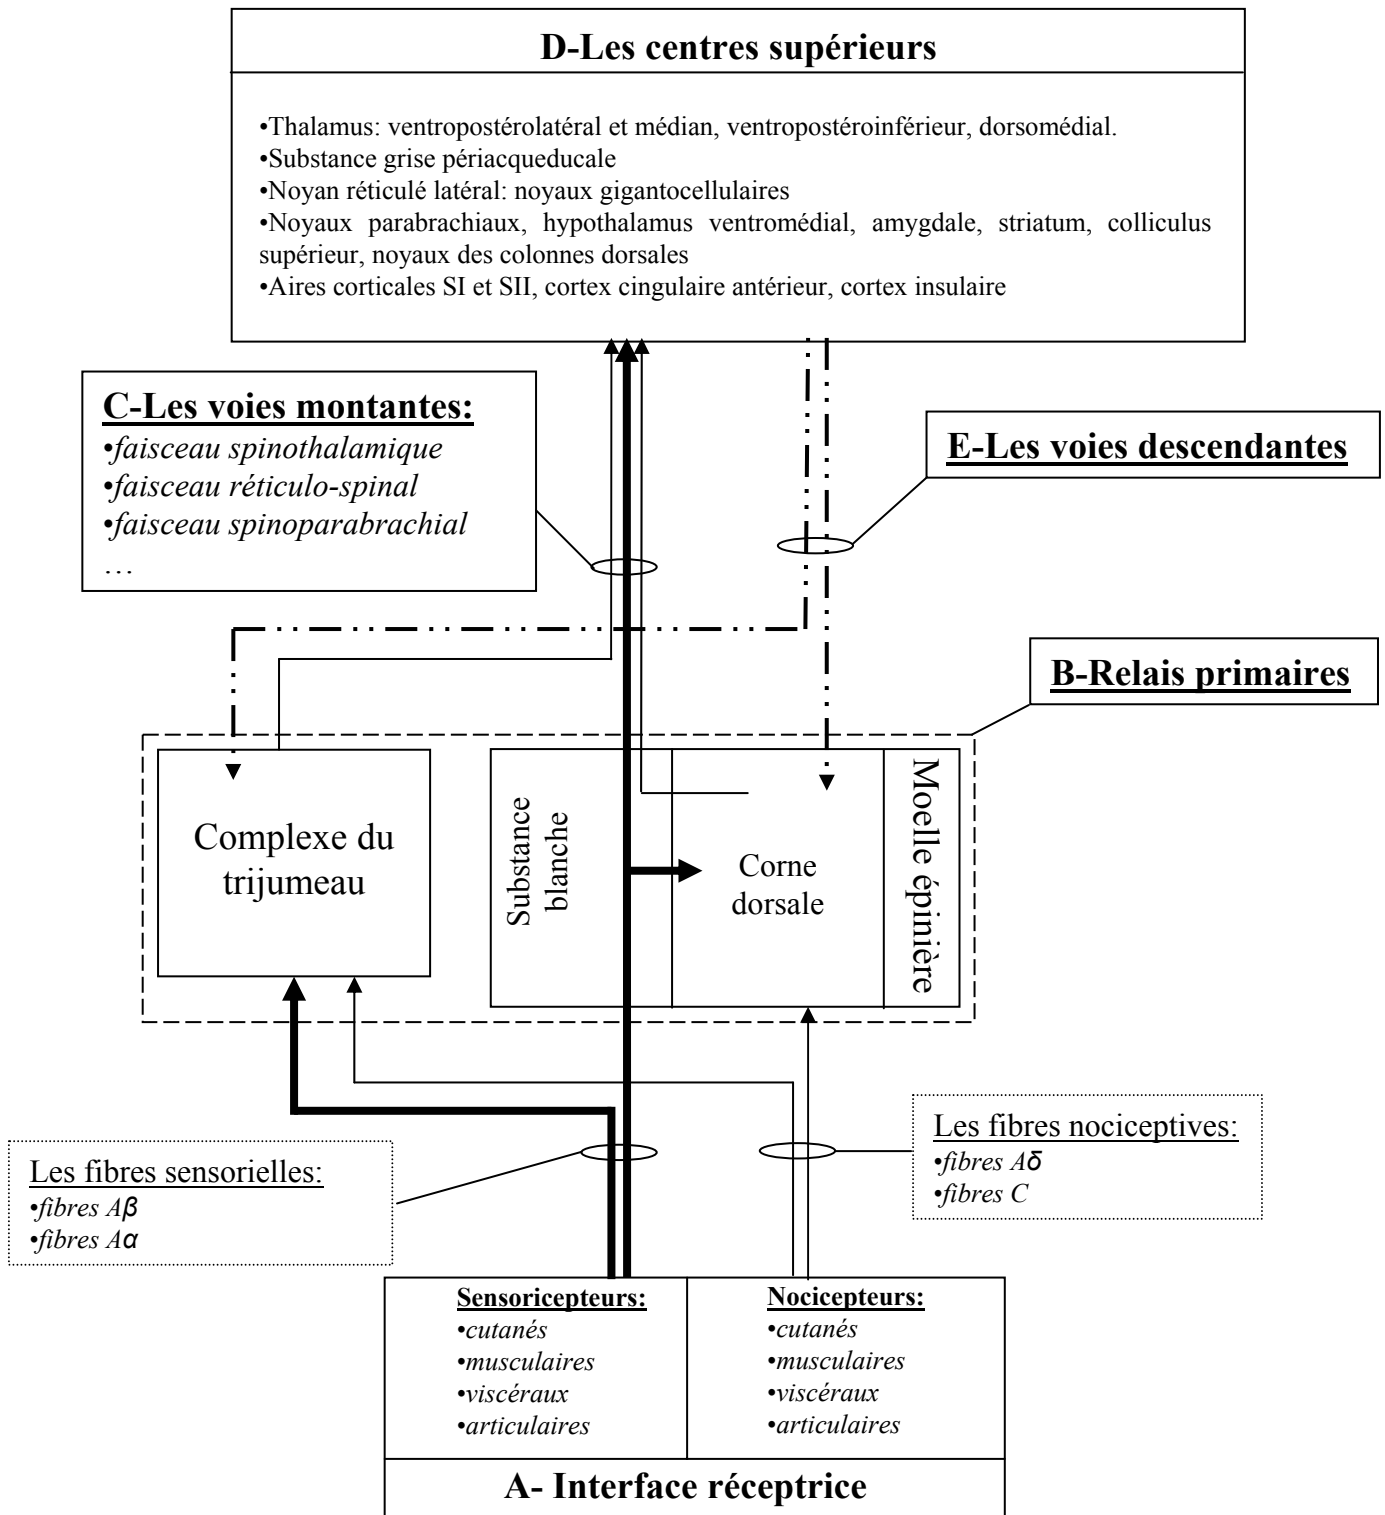 D-Les centres supérieurs
•Thalamus: ventropostérolatéral et médian, ventropostéroinférieur, dorsomédial.
•Substance grise périacqueducale
•Noyan réticulé latéral: noyaux gigantocellulaires
•Noyaux parabrachiaux, hypothalamus ventromédial, amygdale, striatum, colliculus
supérieur, noyaux des colonnes dorsales
•Aires corticales SI et SII, cortex cingulaire antérieur, cortex insulaire
C-Les voies montantes:
•faisceau spinothalamique
•faisceau réticulo-spinal
•faisceau spinoparabrachial
…
E-Les voies descendantes
B-Relais primaires
Complexe du
trijumeau
Substance
blanche
Corne
dorsale
Moelle épinière
Les fibres sensorielles:
•fibres Aβ
•fibres Aα
Les fibres nociceptives:
•fibres Aδ
•fibres C
Sensoricepteurs:
•cutanés
•musculaires
•viscéraux
•articulaires
Nocicepteurs:
•cutanés
•musculaires
•viscéraux
•articulaires
A- Interface réceptrice